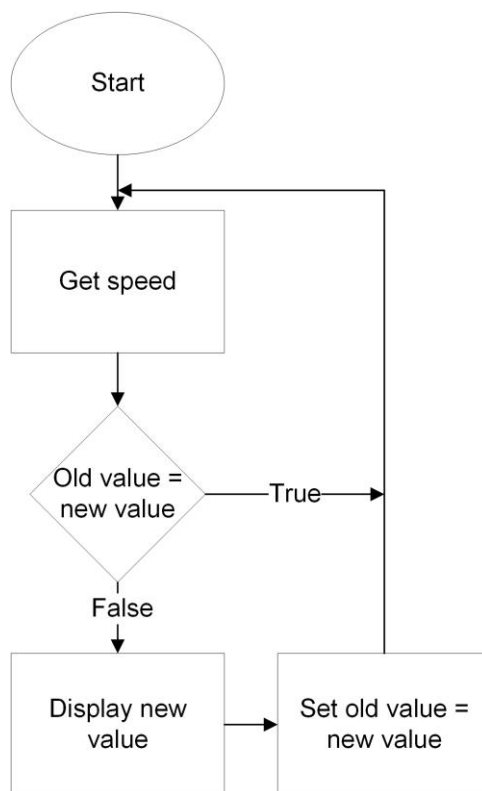 Start
Get speed
Old value =
new value
True
False
Display new
value
Set old value =
new value